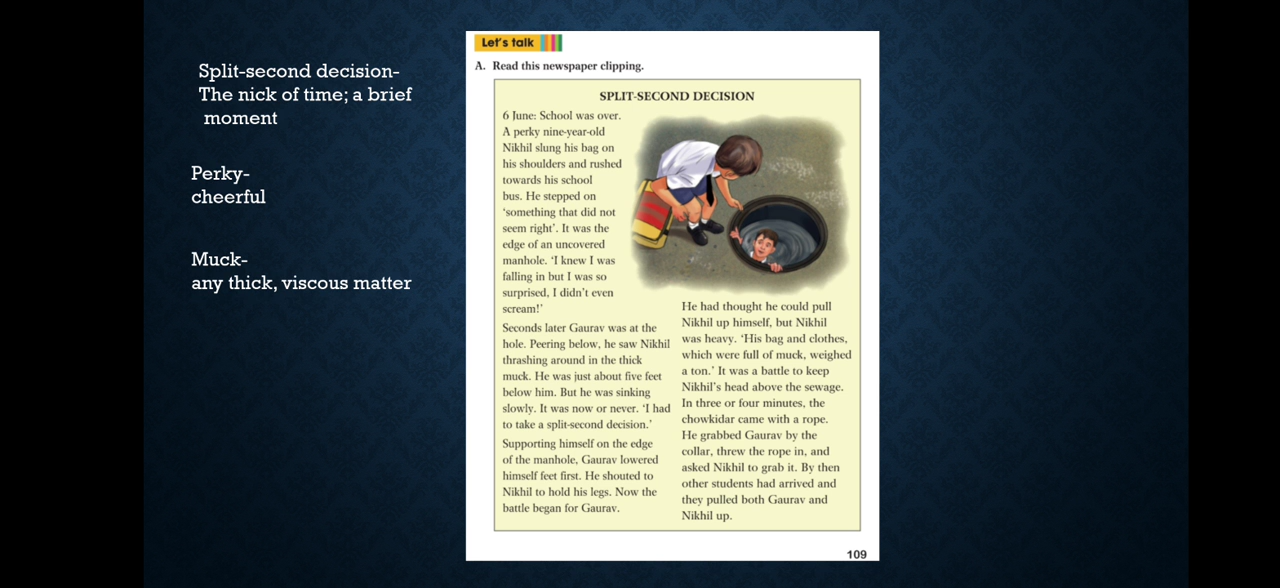 Split-second decision-
The nick of time; a brief
moment
Perky-
cheerful
Muck-
any thick, viscous matter
Let's talk
A. Read this newspaper clipping.
SPLIT-SECOND DECISION
6 June: School was over.
A perky nine-year-old
Nikhil slung his bag on
his shoulders and rushed
towards his school
bus. He stepped on
‘something that did not
seem right’. It was the
edge of an uncovered
manhole. ‘I knew I was
falling in but I was so
surprised, I didn’t even
scream!’
Seconds later Gaurav was at the
hole. Peering below, he saw Nikhil
thrashing around in the thick
muck. He was just about five feet
below him. But he was sinking
slowly. It was now or never. ‘I had
to take a split-second decision.’
Supporting himself on the edge
of the manhole, Gaurav lowered
himself feet first. He shouted to
Nikhil to hold his legs. Now the
battle began for Gaurav.
He had thought he could pull
Nikhil up himself, but Nikhil
was heavy. ‘His bag and clothes,
which were full of muck, weighed
a ton.’ It was a battle to keep
Nikhil’s head above the sewage.
In three or four minutes, the
chowkidar came with a rope.
He grabbed Gaurav by the
collar, threw the rope in, and
asked Nikhil to grab it. By then
other students had arrived and
they pulled both Gaurav and
Nikhil up.
109